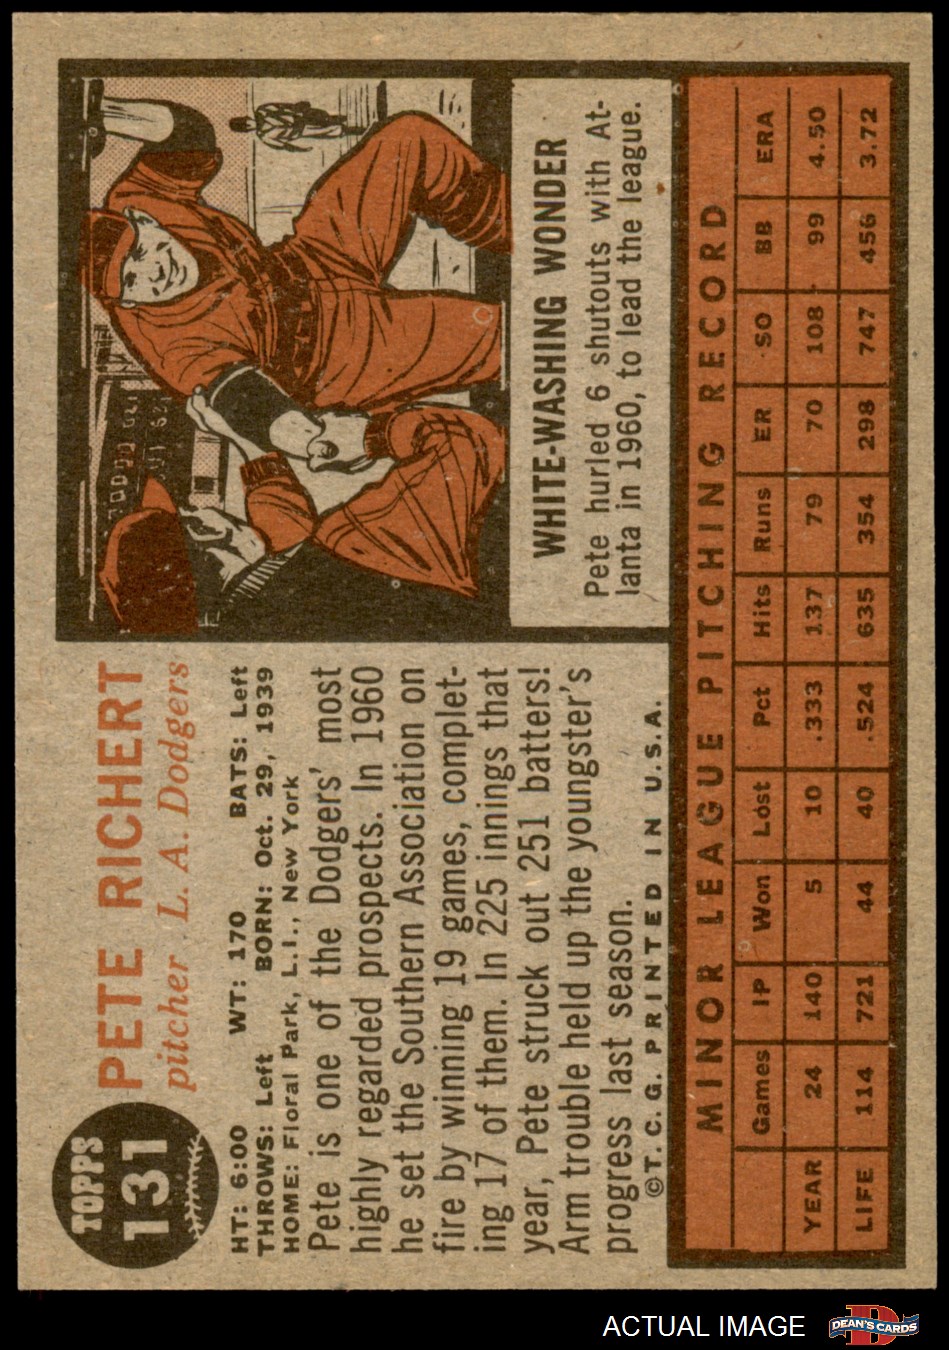 TOPPS
131
PETE RICHERT
pitcher L. A. Dodgers
HT: 6:00 WT: 170 BATS: Left
THROWS: Left BORN: Oct. 29, 1939
HOME: Floral Park, L.I., New York
Pete is one of the Dodgers' most
highly regarded prospects. In 1960
he set the Southern Association on
fire by winning 19 games, complet-
ing 17 of them. In 225 innings that
year, Pete struck out 251 batters!
Arm trouble held up the youngster's
progress last season.
©T. C. G. PRINTED IN U.S.A.
WHITE-WASHING WONDER
Pete hurled 6 shutouts with At-
lanta in 1960, to lead the league.
MINOR LEAGUE PITCHING RECORD
Games IP Won Lost Pct Hits Runs ER SO BB ERA
YEAR 24 140 5 10 .333 137 79 70 108 99 4.50
LIFE 114 721 44 40 .524 635 354 298 747 456 3.72
ACTUAL IMAGE
DEAN'S CARDS